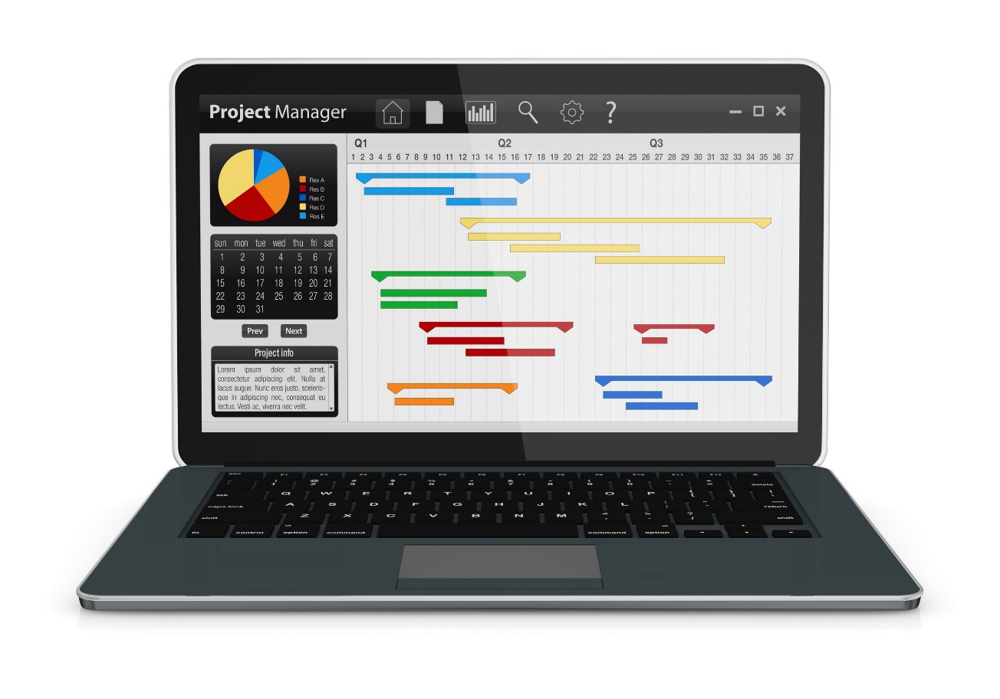 Project Manager ?
Q1 Q2 Q3
1 2 3 4 5 6 7 8 9 10 11 12 13 14 15 16 17 18 19 20 21 22 23 24 25 26 27 28 29 30 31 32 33 34 35 36 37
Res A
Res B
Res C
Res D
Res E
sun mon tue wed thu fri sat
1 2 3 4 5 6 7
8 9 10 11 12 13 14
15 16 17 18 19 20 21
22 23 24 25 26 27 28
29 30 31
Prev Next
Project info
Lorem ipsum dolor sit amet,
consectetur adipiscing elit. Nulla at
lacus augue. Nunc eros justo, sceleris-
que in adipiscing nec, consequat eu
lectus. Vesti ac, viverra nec velit.
esc F1 F2 F3 F4 F5 F6 F7 F8 F9 F10 F11 F12
delete
tab Q W E R T Y U I O P { }
caps lock A S D F G H J K L return
shift Z X C V B N M ? / shift
fn control option command command option